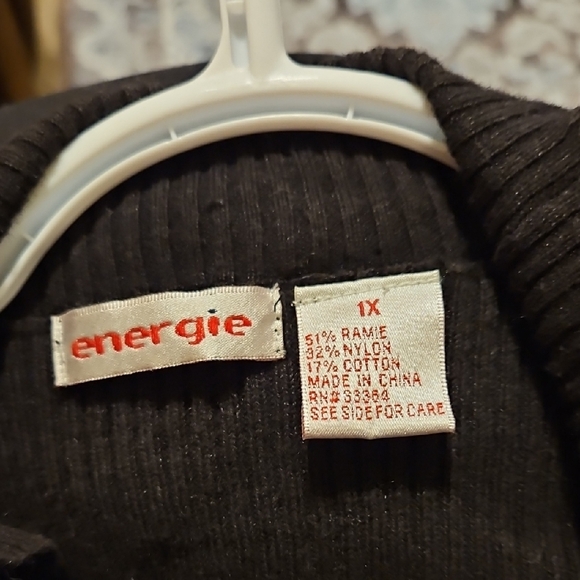 energie
1X
51% RAMIE
32% NYLON
17% COTTON
MADE IN CHINA
RN# 33364
SEE SIDE FOR CARE